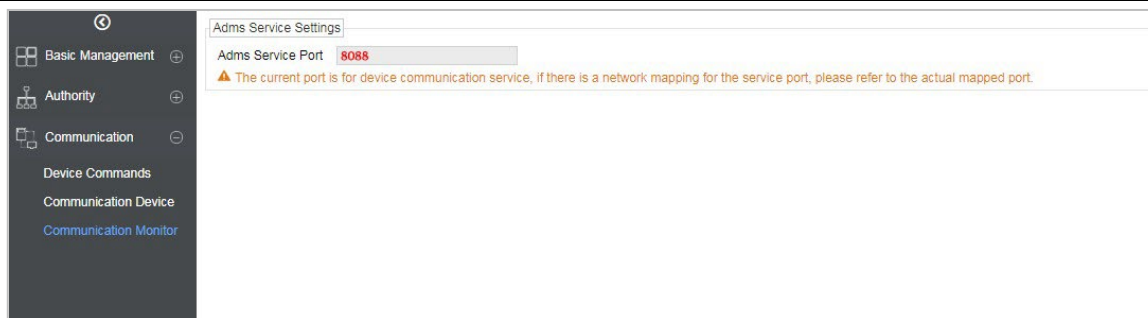 Basic Management
Authority
Communication
Device Commands
Communication Device
Communication Monitor
Adms Service Settings
Adms Service Port 8088
The current port is for device communication service, if there is a network mapping for the service port, please refer to the actual mapped port.